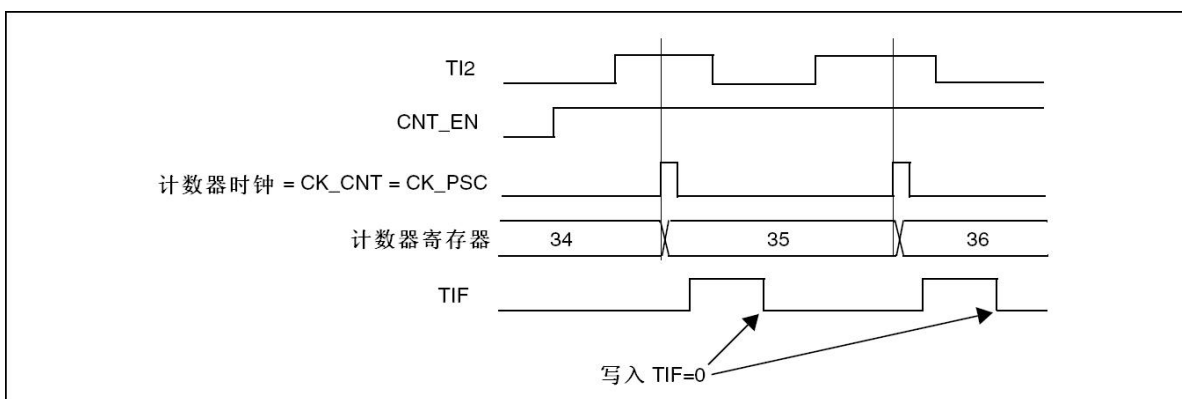 TI2
CNT_EN
计数器时钟 = CK_CNT = CK_PSC
计数器寄存器 34 35 36
TIF
写入 TIF=0